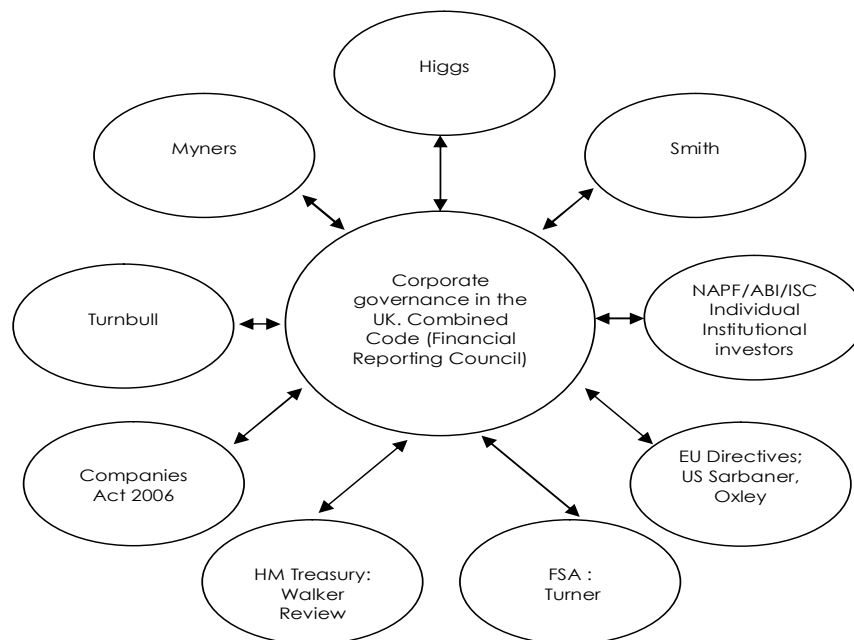 Higgs
Myners
Smith
Corporate
governance in the
UK. Combined
Code (Financial
Reporting Council)
NAPF/ABI/ISC
Individual
Institutional
investors
Turnbull
Companies
Act 2006
EU Directives;
US Sarbaner,
Oxley
HM Treasury:
Walker
Review
FSA :
Turner